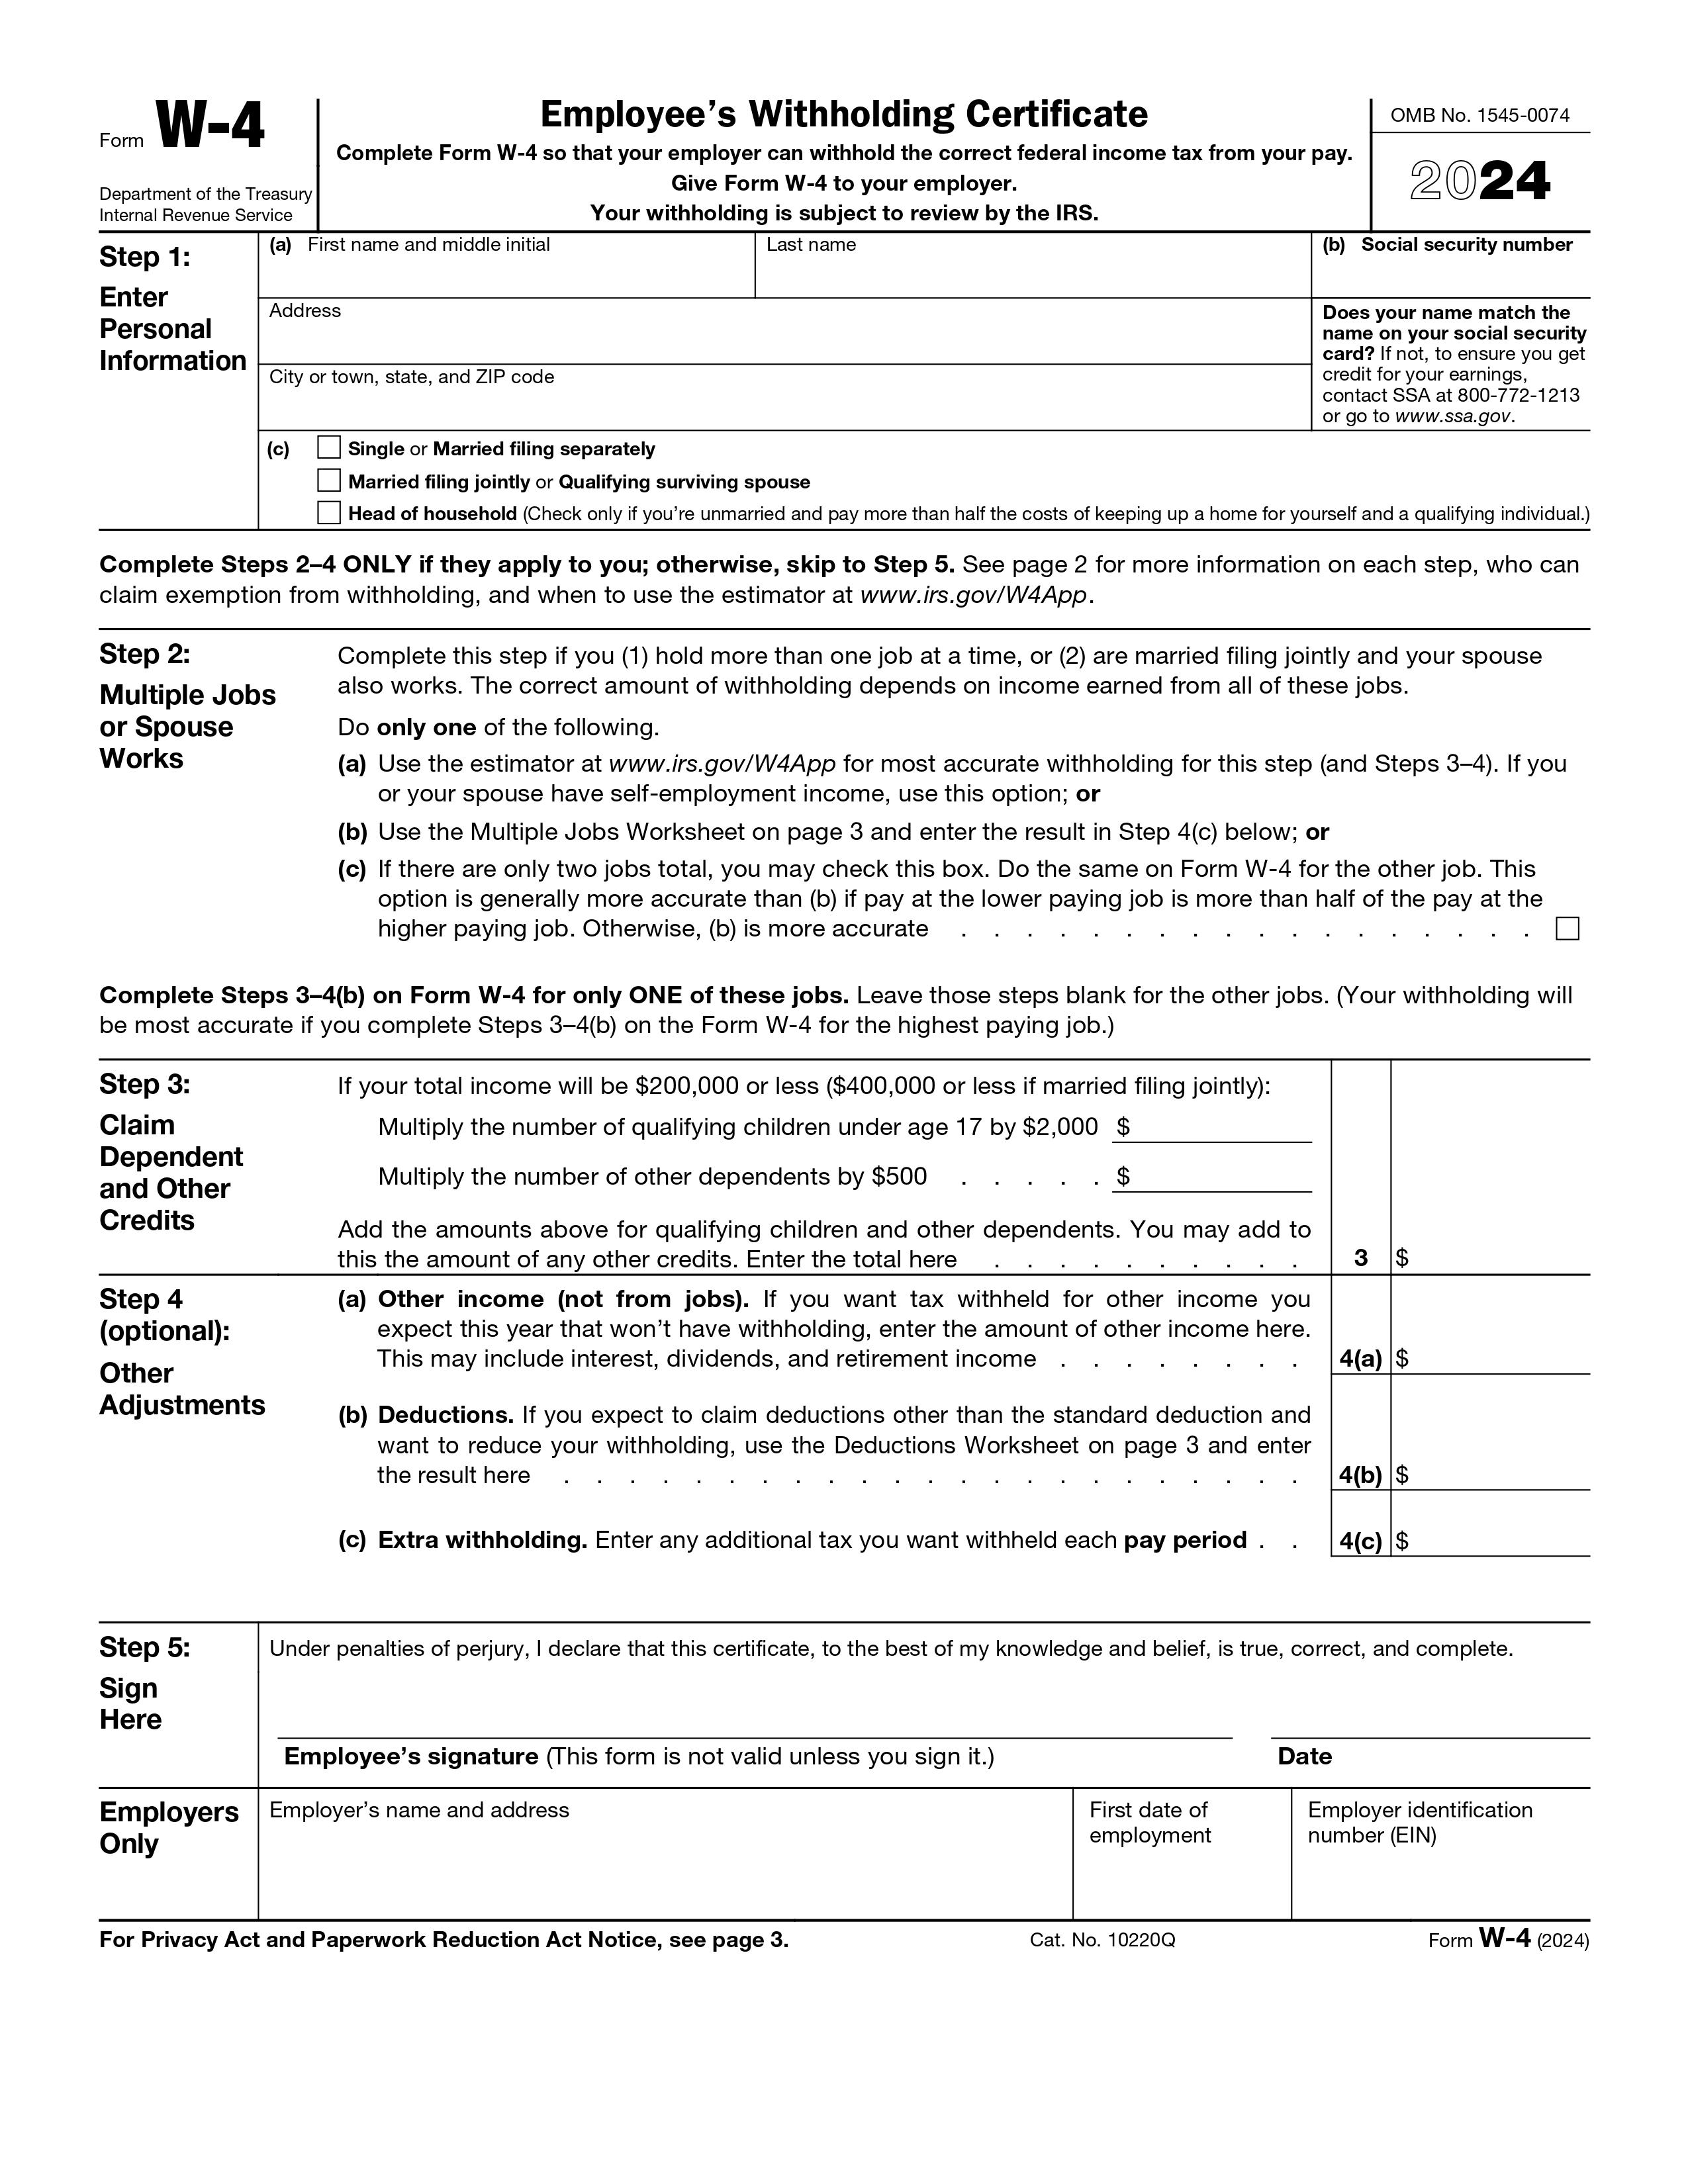 Form W-4
Department of the Treasury
Internal Revenue Service
Employee’s Withholding Certificate
Complete Form W-4 so that your employer can withhold the correct federal income tax from your pay.
Give Form W-4 to your employer.
Your withholding is subject to review by the IRS.
OMB No. 1545-0074
2024
Step 1:
Enter
Personal
Information
(a) First name and middle initial
Last name
(b) Social security number
Address
City or town, state, and ZIP code
Does your name match the
name on your social security
card? If not, to ensure you get
credit for your earnings,
contact SSA at 800-772-1213
or go to www.ssa.gov.
(c) Single or Married filing separately
Married filing jointly or Qualifying surviving spouse
Head of household (Check only if you’re unmarried and pay more than half the costs of keeping up a home for yourself and a qualifying individual.)
Complete Steps 2–4 ONLY if they apply to you; otherwise, skip to Step 5. See page 2 for more information on each step, who can
claim exemption from withholding, and when to use the estimator at www.irs.gov/W4App.
Step 2:
Multiple Jobs
or Spouse
Works
Complete this step if you (1) hold more than one job at a time, or (2) are married filing jointly and your spouse
also works. The correct amount of withholding depends on income earned from all of these jobs.
Do only one of the following.
(a) Use the estimator at www.irs.gov/W4App for most accurate withholding for this step (and Steps 3–4). If you
or your spouse have self-employment income, use this option; or
(b) Use the Multiple Jobs Worksheet on page 3 and enter the result in Step 4(c) below; or
(c) If there are only two jobs total, you may check this box. Do the same on Form W-4 for the other job. This
option is generally more accurate than (b) if pay at the lower paying job is more than half of the pay at the
higher paying job. Otherwise, (b) is more accurate . . . . . . . . . . . . . . . . . .
Complete Steps 3–4(b) on Form W-4 for only ONE of these jobs. Leave those steps blank for the other jobs. (Your withholding will
be most accurate if you complete Steps 3–4(b) on the Form W-4 for the highest paying job.)
Step 3:
Claim
Dependent
and Other
Credits
If your total income will be $200,000 or less ($400,000 or less if married filing jointly):
Multiply the number of qualifying children under age 17 by $2,000 $
Multiply the number of other dependents by $500 . . . . . $
Add the amounts above for qualifying children and other dependents. You may add to
this the amount of any other credits. Enter the total here . . . . . . . . . . 3 $
Step 4
(optional):
Other
Adjustments
(a) Other income (not from jobs). If you want tax withheld for other income you
expect this year that won’t have withholding, enter the amount of other income here.
This may include interest, dividends, and retirement income . . . . . . . . 4(a) $
(b) Deductions. If you expect to claim deductions other than the standard deduction and
want to reduce your withholding, use the Deductions Worksheet on page 3 and enter
the result here . . . . . . . . . . . . . . . . . . . . . . . 4(b) $
(c) Extra withholding. Enter any additional tax you want withheld each pay period . . 4(c) $
Step 5:
Sign
Here
Under penalties of perjury, I declare that this certificate, to the best of my knowledge and belief, is true, correct, and complete.
Employee’s signature (This form is not valid unless you sign it.)
Date
Employers
Only
Employer’s name and address
First date of
employment
Employer identification
number (EIN)
For Privacy Act and Paperwork Reduction Act Notice, see page 3.
Cat. No. 10220Q
Form W-4 (2024)